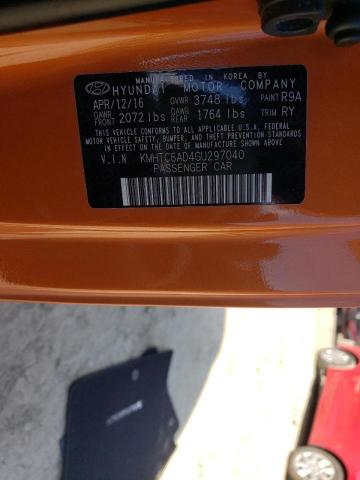 MANUFACTURED IN KOREA BY
HYUNDAI MOTOR COMPANY
APR/12/16 GVWR 3748 lbs PAINT R9A
GAWR FRONT 2072 lbs GAWR REAR 1764 lbs TRIM RY
THIS VEHICLE CONFORMS TO ALL APPLICABLE U.S.A. FEDERAL
MOTOR VEHICLE SAFETY, BUMPER, AND THEFT PREVENTION
STANDARDS IN EFFECT ON THE DATE OF MANUFACTURE
SHOWN ABOVE.
V.I.N KMHTC6AD4GU297040
PASSENGER CAR